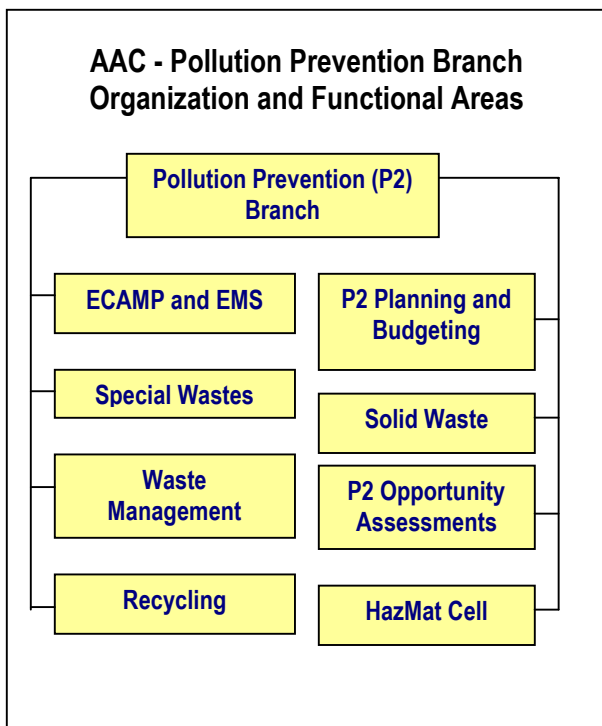 AAC - Pollution Prevention Branch
Organization and Functional Areas
Pollution Prevention (P2)
Branch
ECAMP and EMS
Special Wastes
Waste
Management
Recycling
P2 Planning and
Budgeting
Solid Waste
P2 Opportunity
Assessments
HazMat Cell